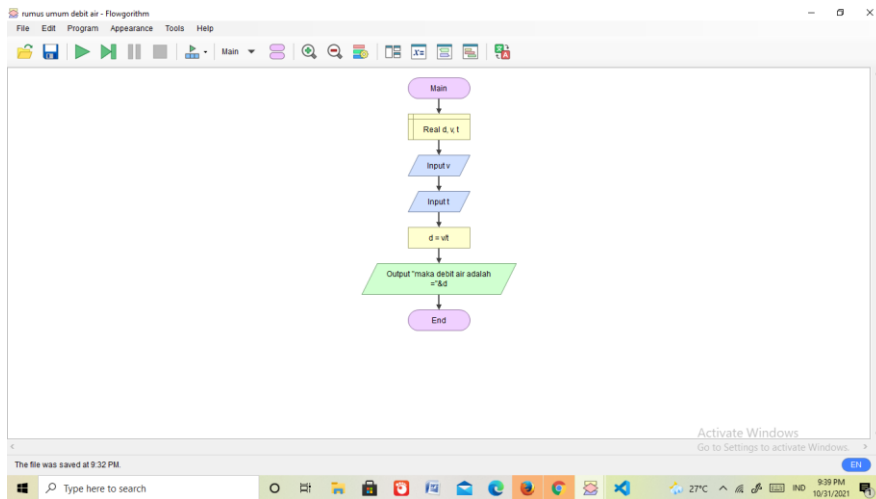 rumus umum debit air - Flowgorithm
File Edit Program Appearance Tools Help
Main
Main
Real d, v, t
Input v
Input t
d = v/t
Output "maka debit air adalah
="&d
End
Activate Windows
Go to Settings to activate Windows.
The file was saved at 9:32 PM.
EN
Type here to search
27°C
IND
9:39 PM
10/31/2021